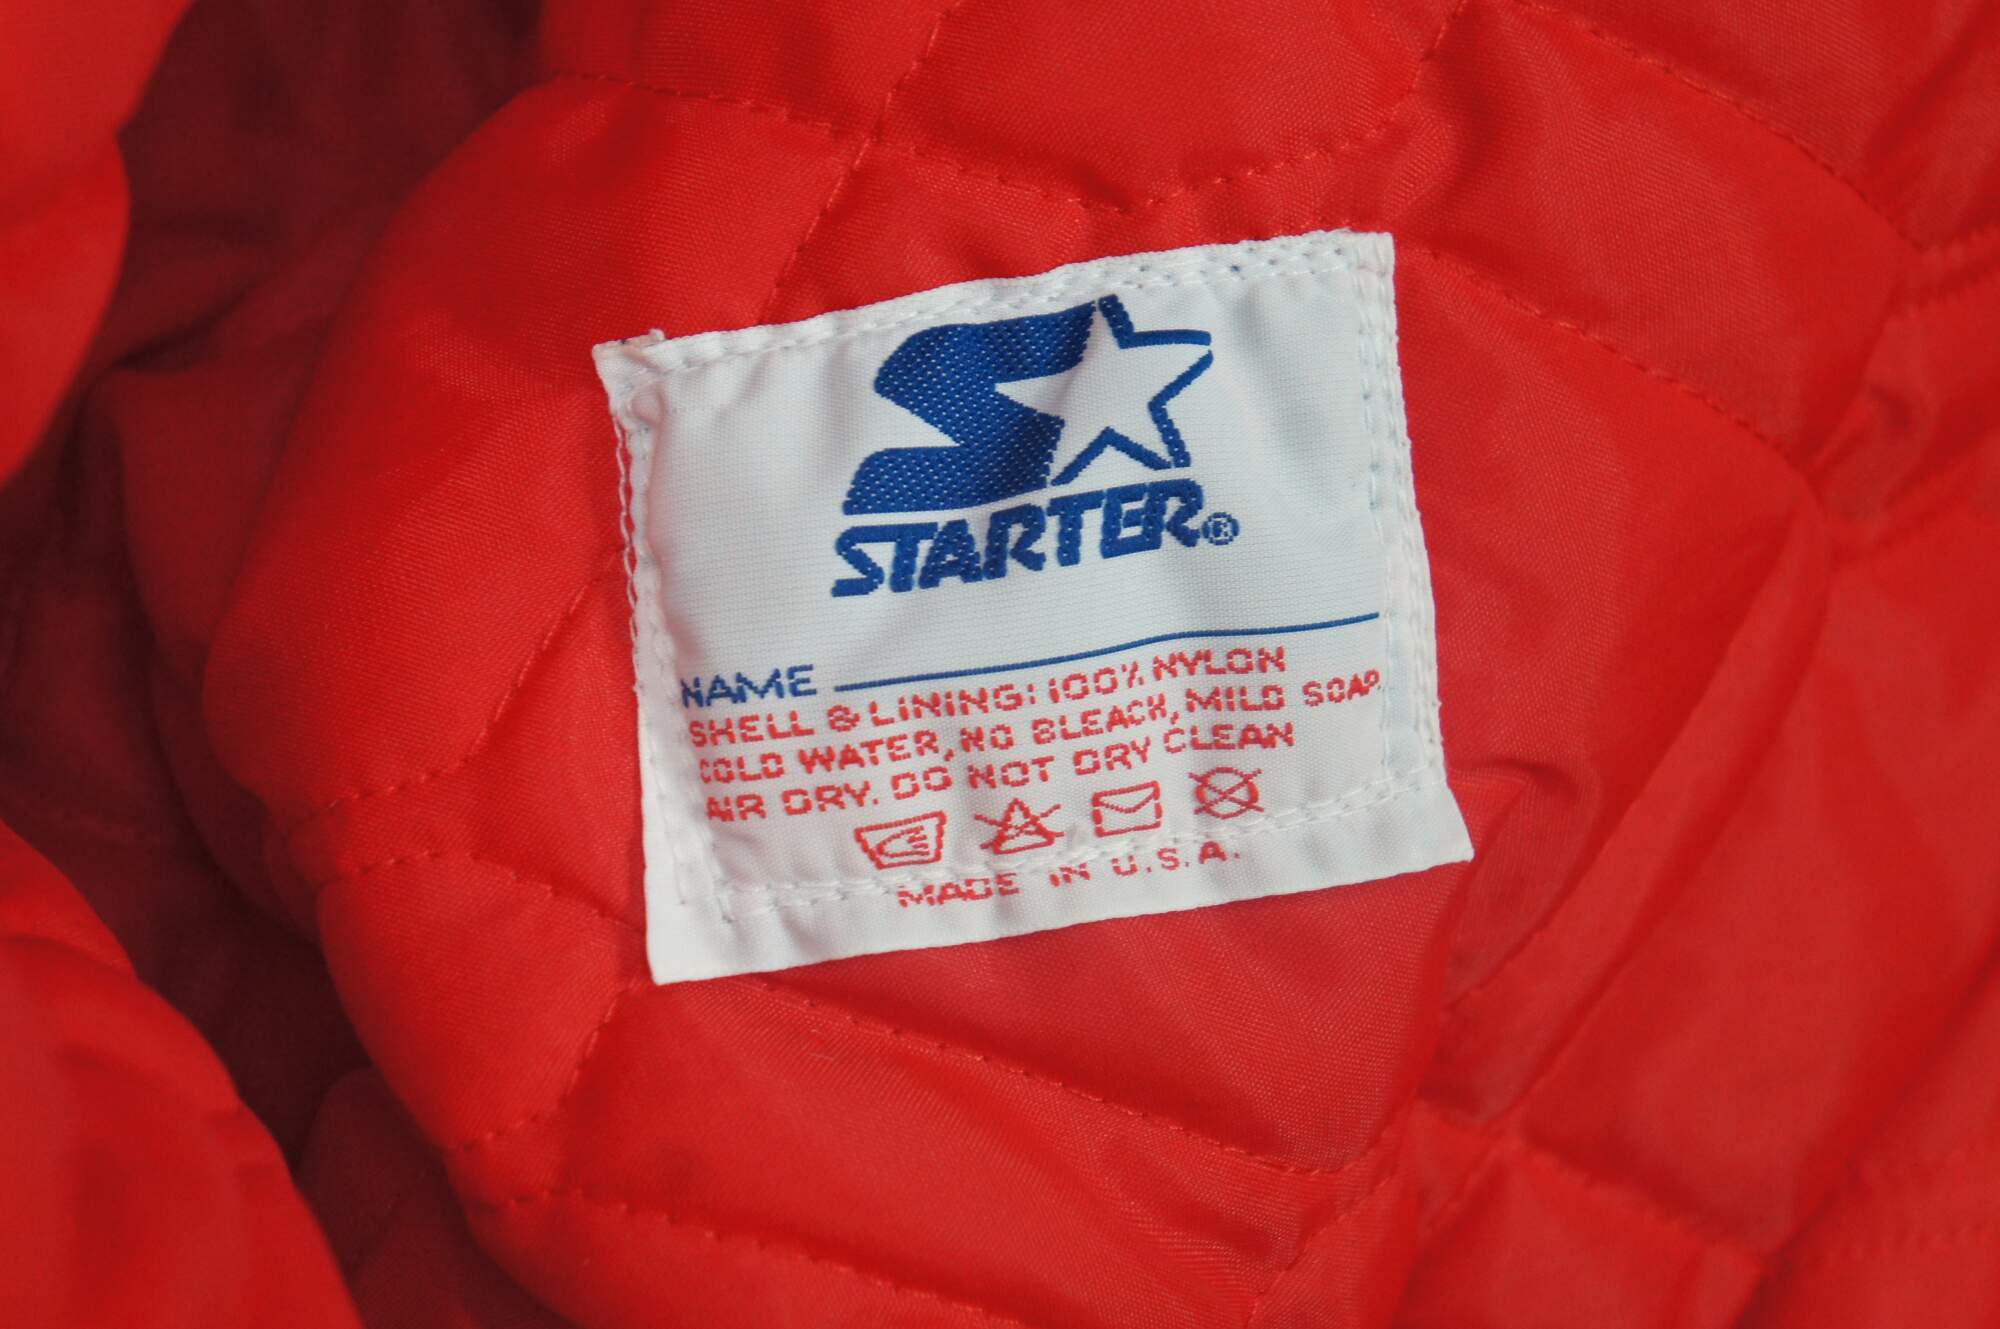 STARTER®
NAME
SHELL & LINING: 100% NYLON
COLD WATER, NO BLEACH, MILD SOAP.
AIR DRY. DO NOT DRY CLEAN
MADE IN U.S.A.